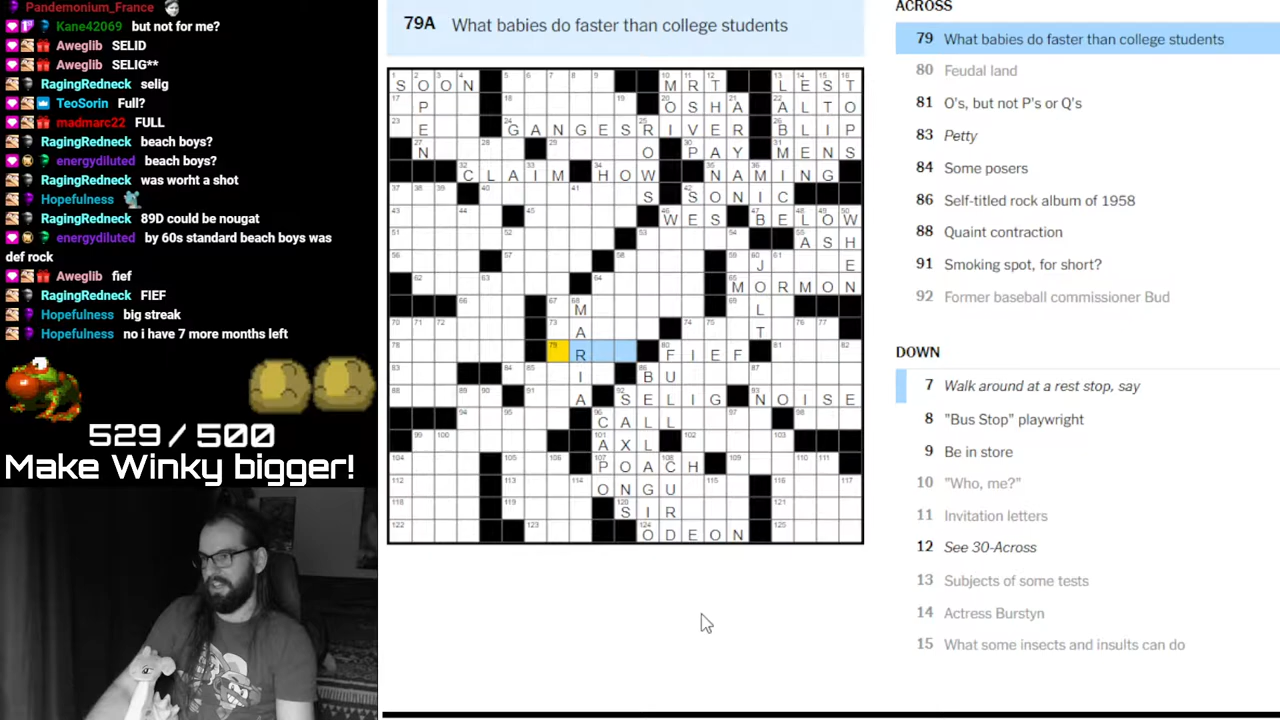 Pandemonium_France
Kane42069 but not for me?
Aweglib SELID
Aweglib SELIG**
RagingRedneck selig
TeoSorin Full?
madmarc22 FULL
RagingRedneck beach boys?
energydiluted beach boys?
RagingRedneck was worht a shot
Hopefulness
RagingRedneck 89D could be nougat
energydiluted by 60s standard beach boys was
def rock
Aweglib fief
RagingRedneck FIEF
Hopefulness big streak
Hopefulness no i have 7 more months left
529 / 500
Make Winky bigger!
79A What babies do faster than college students
S O O N M R T L E S T
P O S H A A L T O
E G A N G E S R I V E R B L I P
N O P A Y M E N S
C L A I M H O W N A M I N G
S S O N I C
W E S B E L O W
A S H
J E
M O R M O N
M L
A T
R F I E F
I B U
A S E L I G N O I S E
C A L L
A X L
P O A C H
O N G U
S I R
O D E O N
ACROSS
79 What babies do faster than college students
80 Feudal land
81 O's, but not P's or Q's
83 Petty
84 Some posers
86 Self-titled rock album of 1958
88 Quaint contraction
91 Smoking spot, for short?
92 Former baseball commissioner Bud
DOWN
7 Walk around at a rest stop, say
8 "Bus Stop" playwright
9 Be in store
10 "Who, me?"
11 Invitation letters
12 See 30-Across
13 Subjects of some tests
14 Actress Burstyn
15 What some insects and insults can do